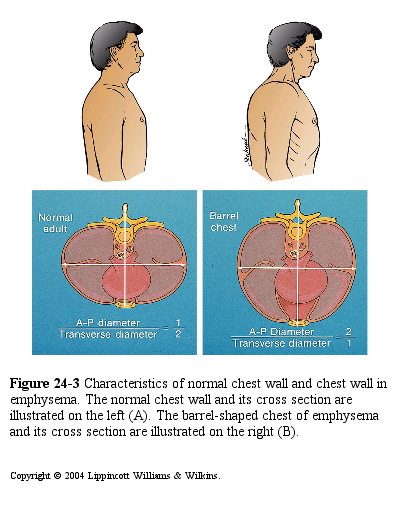 Normal
adult
A-P diameter
Transverse diameter
=
1
2
Barrel
chest
A-P Diameter
Transverse diameter
=
2
1
Figure 24-3 Characteristics of normal chest wall and chest wall in
emphysema. The normal chest wall and its cross section are
illustrated on the left (A). The barrel-shaped chest of emphysema
and its cross section are illustrated on the right (B).
Copyright © 2004 Lippincott Williams & Wilkins.